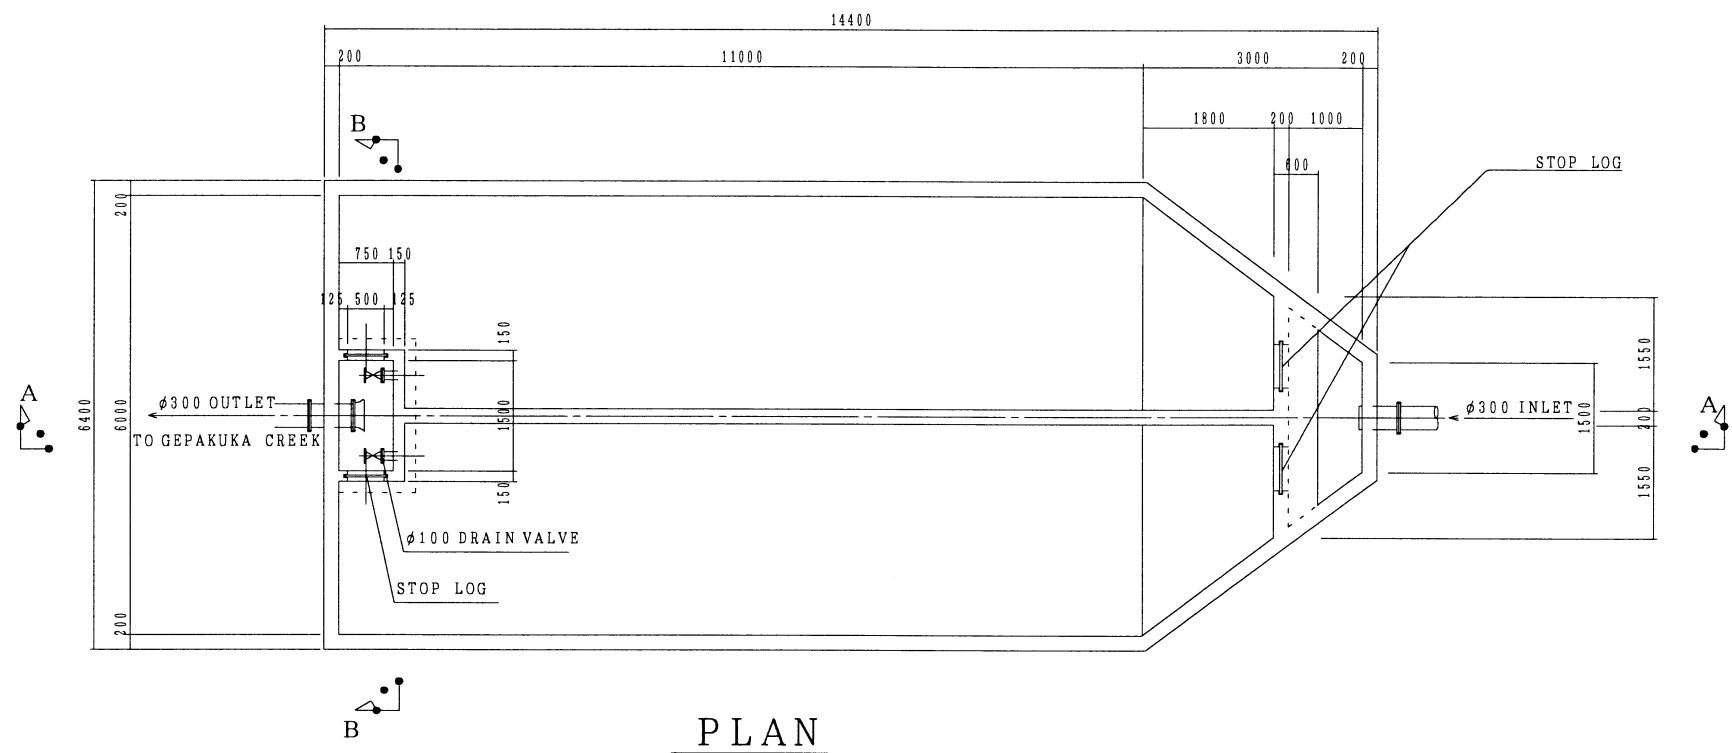 14400
200 11000 3000 200
1800 200 1000
600
B
STOP LOG
200
750 150
125 500 125
150
1550
A
6400
6000
φ300 OUTLET
TO GEPAKUKA CREEK
1500
φ300 INLET
1500
200
A
150
1550
φ100 DRAIN VALVE
STOP LOG
200
B
PLAN